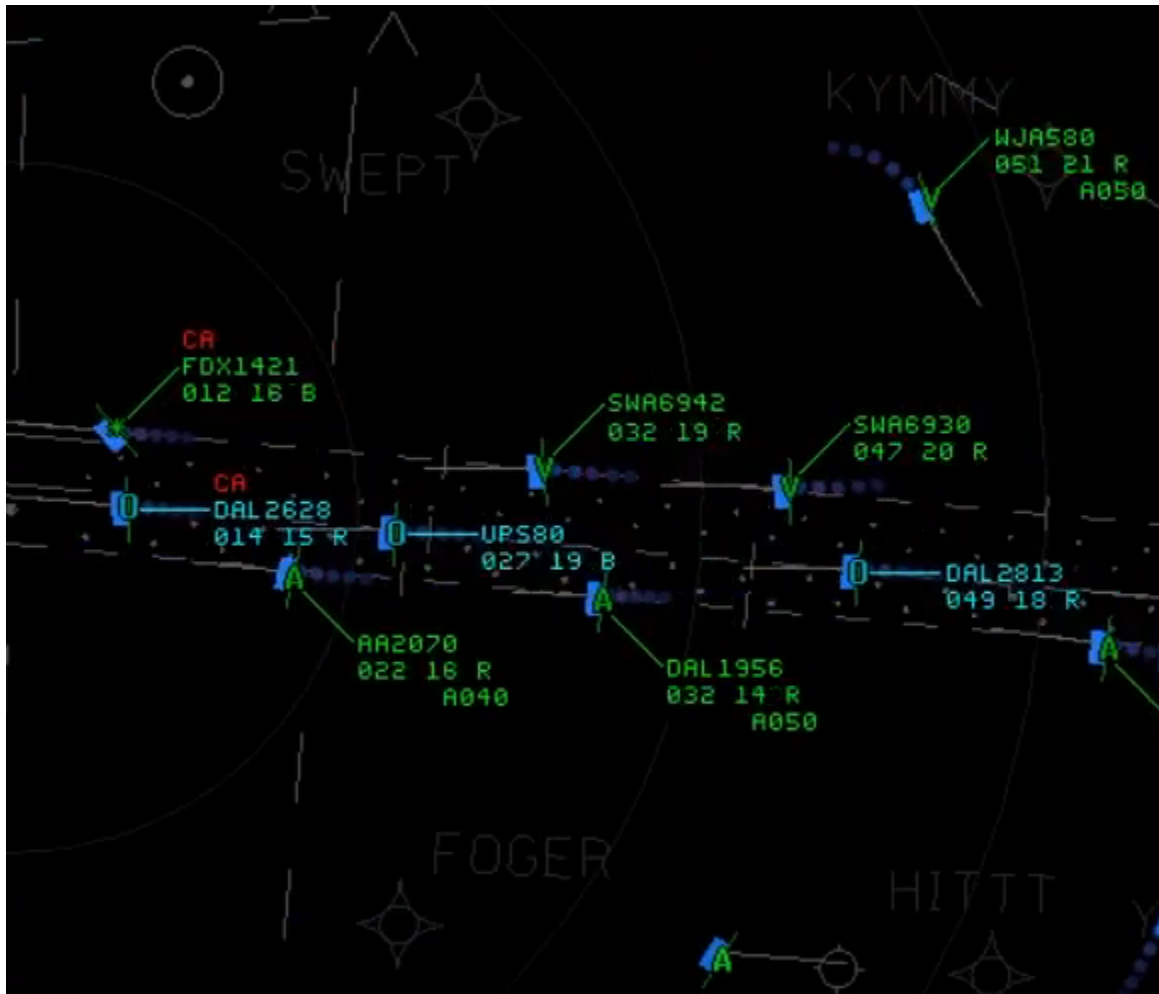 KYMMY
WJA580
051 21 R
A050
SWEPT
CA
FDX1421
012 16 B
SWA6942
032 19 R
SWA6930
047 20 R
CA
DAL2628
014 15 R
UPS80
027 19 B
DAL2813
049 18 R
AA2070
022 16 R
A040
DAL1956
032 14 R
A050
FOGER
HITTT
V
V
V
*
O
O
O
A
A
A
A
Y